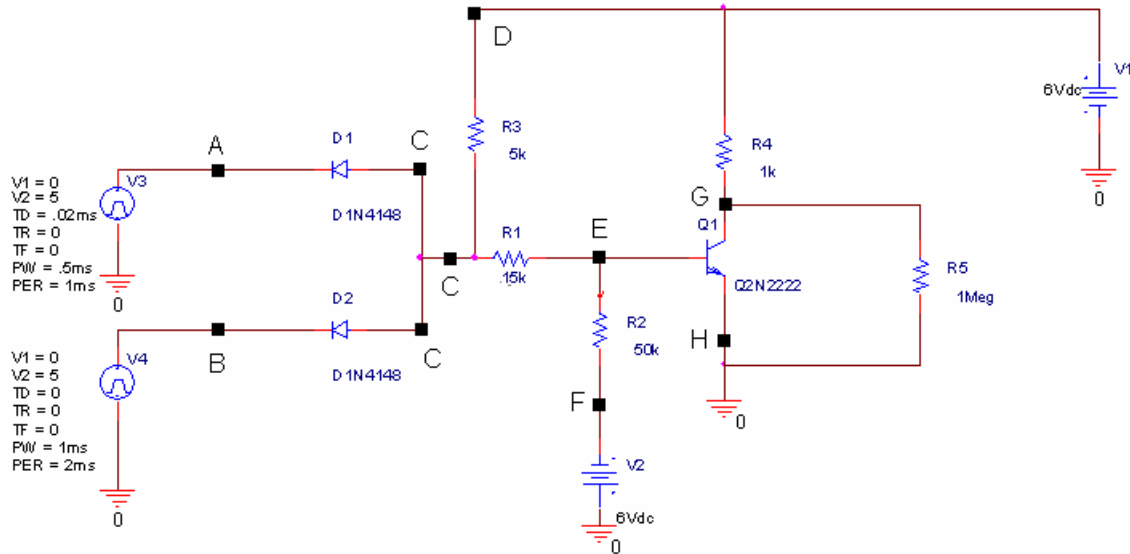 D
V1
6Vdc
R3
5k
R4
1k
A
D1
C
V3
V1 = 0
V2 = 5
TD = .02ms
TR = 0
TF = 0
PW = .5ms
PER = 1ms
0
D1N4148
G
Q1
R1
E
C
.15k
Q2N2222
R5
1Meg
0
D2
R2
50k
H
B
C
V4
V1 = 0
V2 = 5
TD = 0
TR = 0
TF = 0
PW = 1ms
PER = 2ms
D1N4148
F
0
V2
6Vdc
0
0